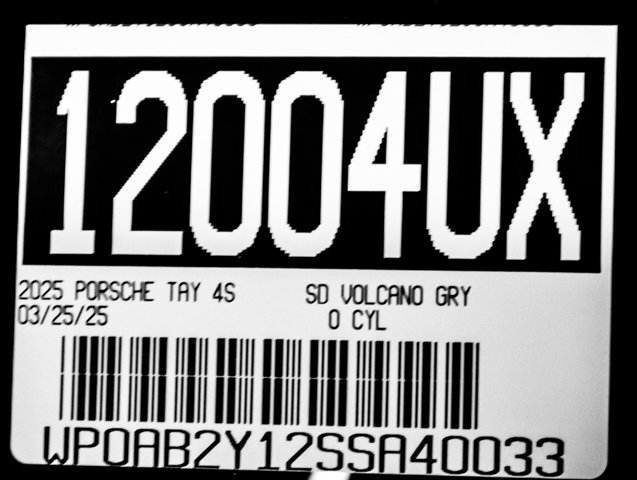 12004UX
2025 PORSCHE TAY 4S SD VOLCANO GRY
03/25/25 0 CYL
WP0AB2Y12SSA40033